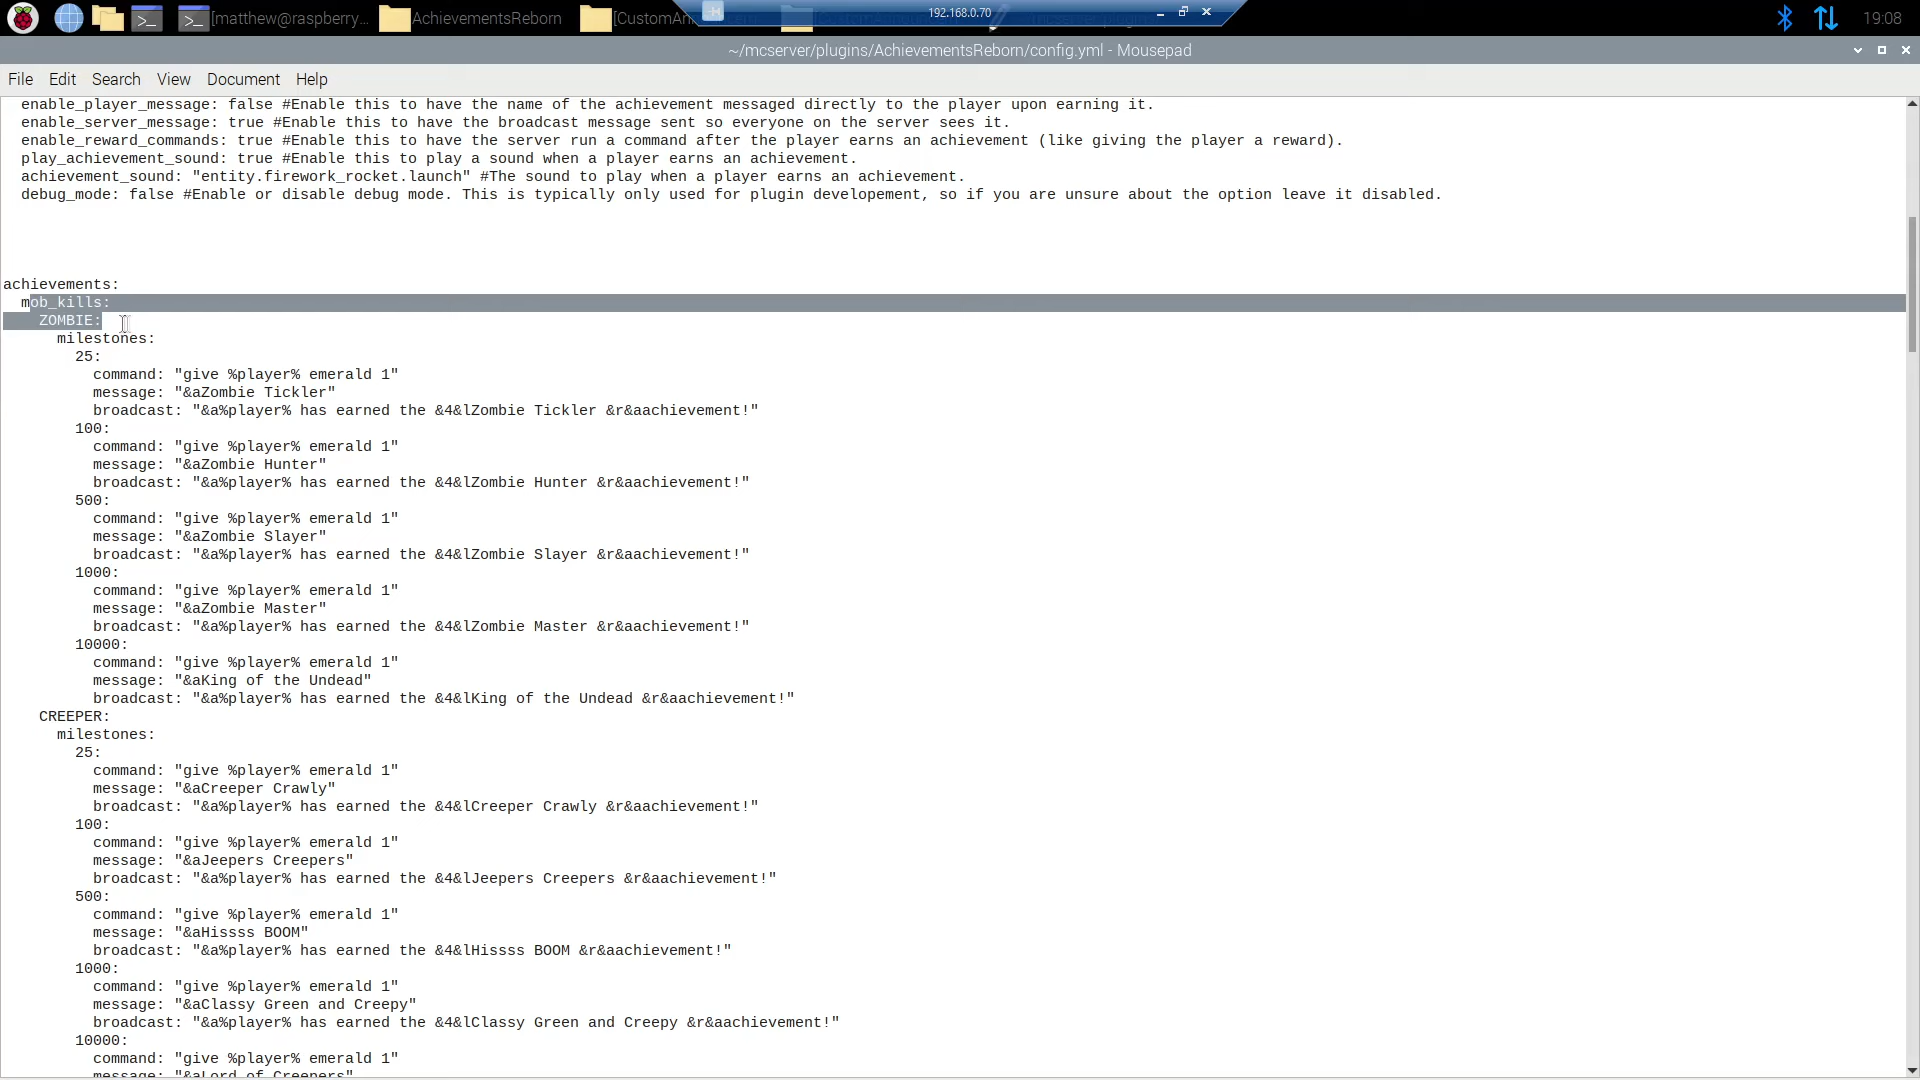 [matthew@raspberry...
AchievementsReborn
[CustomAn
192.168.0.70
19:08
~/mcserver/plugins/AchievementsReborn/config.yml - Mousepad
File Edit Search View Document Help
enable_player_message: false #Enable this to have the name of the achievement messaged directly to the player upon earning it.
enable_server_message: true #Enable this to have the broadcast message sent so everyone on the server sees it.
enable_reward_commands: true #Enable this to have the server run a command after the player earns an achievement (like giving the player a reward).
play_achievement_sound: true #Enable this to play a sound when a player earns an achievement.
achievement_sound: "entity.firework_rocket.launch" #The sound to play when a player earns an achievement.
debug_mode: false #Enable or disable debug mode. This is typically only used for plugin developement, so if you are unsure about the option leave it disabled.
achievements:
mob_kills:
ZOMBIE:
milestones:
25:
command: "give %player% emerald 1"
message: "&aZombie Tickler"
broadcast: "&a%player% has earned the &4&lZombie Tickler &r&aachievement!"
100:
command: "give %player% emerald 1"
message: "&aZombie Hunter"
broadcast: "&a%player% has earned the &4&lZombie Hunter &r&aachievement!"
500:
command: "give %player% emerald 1"
message: "&aZombie Slayer"
broadcast: "&a%player% has earned the &4&lZombie Slayer &r&aachievement!"
1000:
command: "give %player% emerald 1"
message: "&aZombie Master"
broadcast: "&a%player% has earned the &4&lZombie Master &r&aachievement!"
10000:
command: "give %player% emerald 1"
message: "&aKing of the Undead"
broadcast: "&a%player% has earned the &4&lKing of the Undead &r&aachievement!"
CREEPER:
milestones:
25:
command: "give %player% emerald 1"
message: "&aCreeper Crawly"
broadcast: "&a%player% has earned the &4&lCreeper Crawly &r&aachievement!"
100:
command: "give %player% emerald 1"
message: "&aJeepers Creepers"
broadcast: "&a%player% has earned the &4&lJeepers Creepers &r&aachievement!"
500:
command: "give %player% emerald 1"
message: "&aHissss BOOM"
broadcast: "&a%player% has earned the &4&lHissss BOOM &r&aachievement!"
1000:
command: "give %player% emerald 1"
message: "&aClassy Green and Creepy"
broadcast: "&a%player% has earned the &4&lClassy Green and Creepy &r&aachievement!"
10000:
command: "give %player% emerald 1"
message: "&aLord of Creepers"